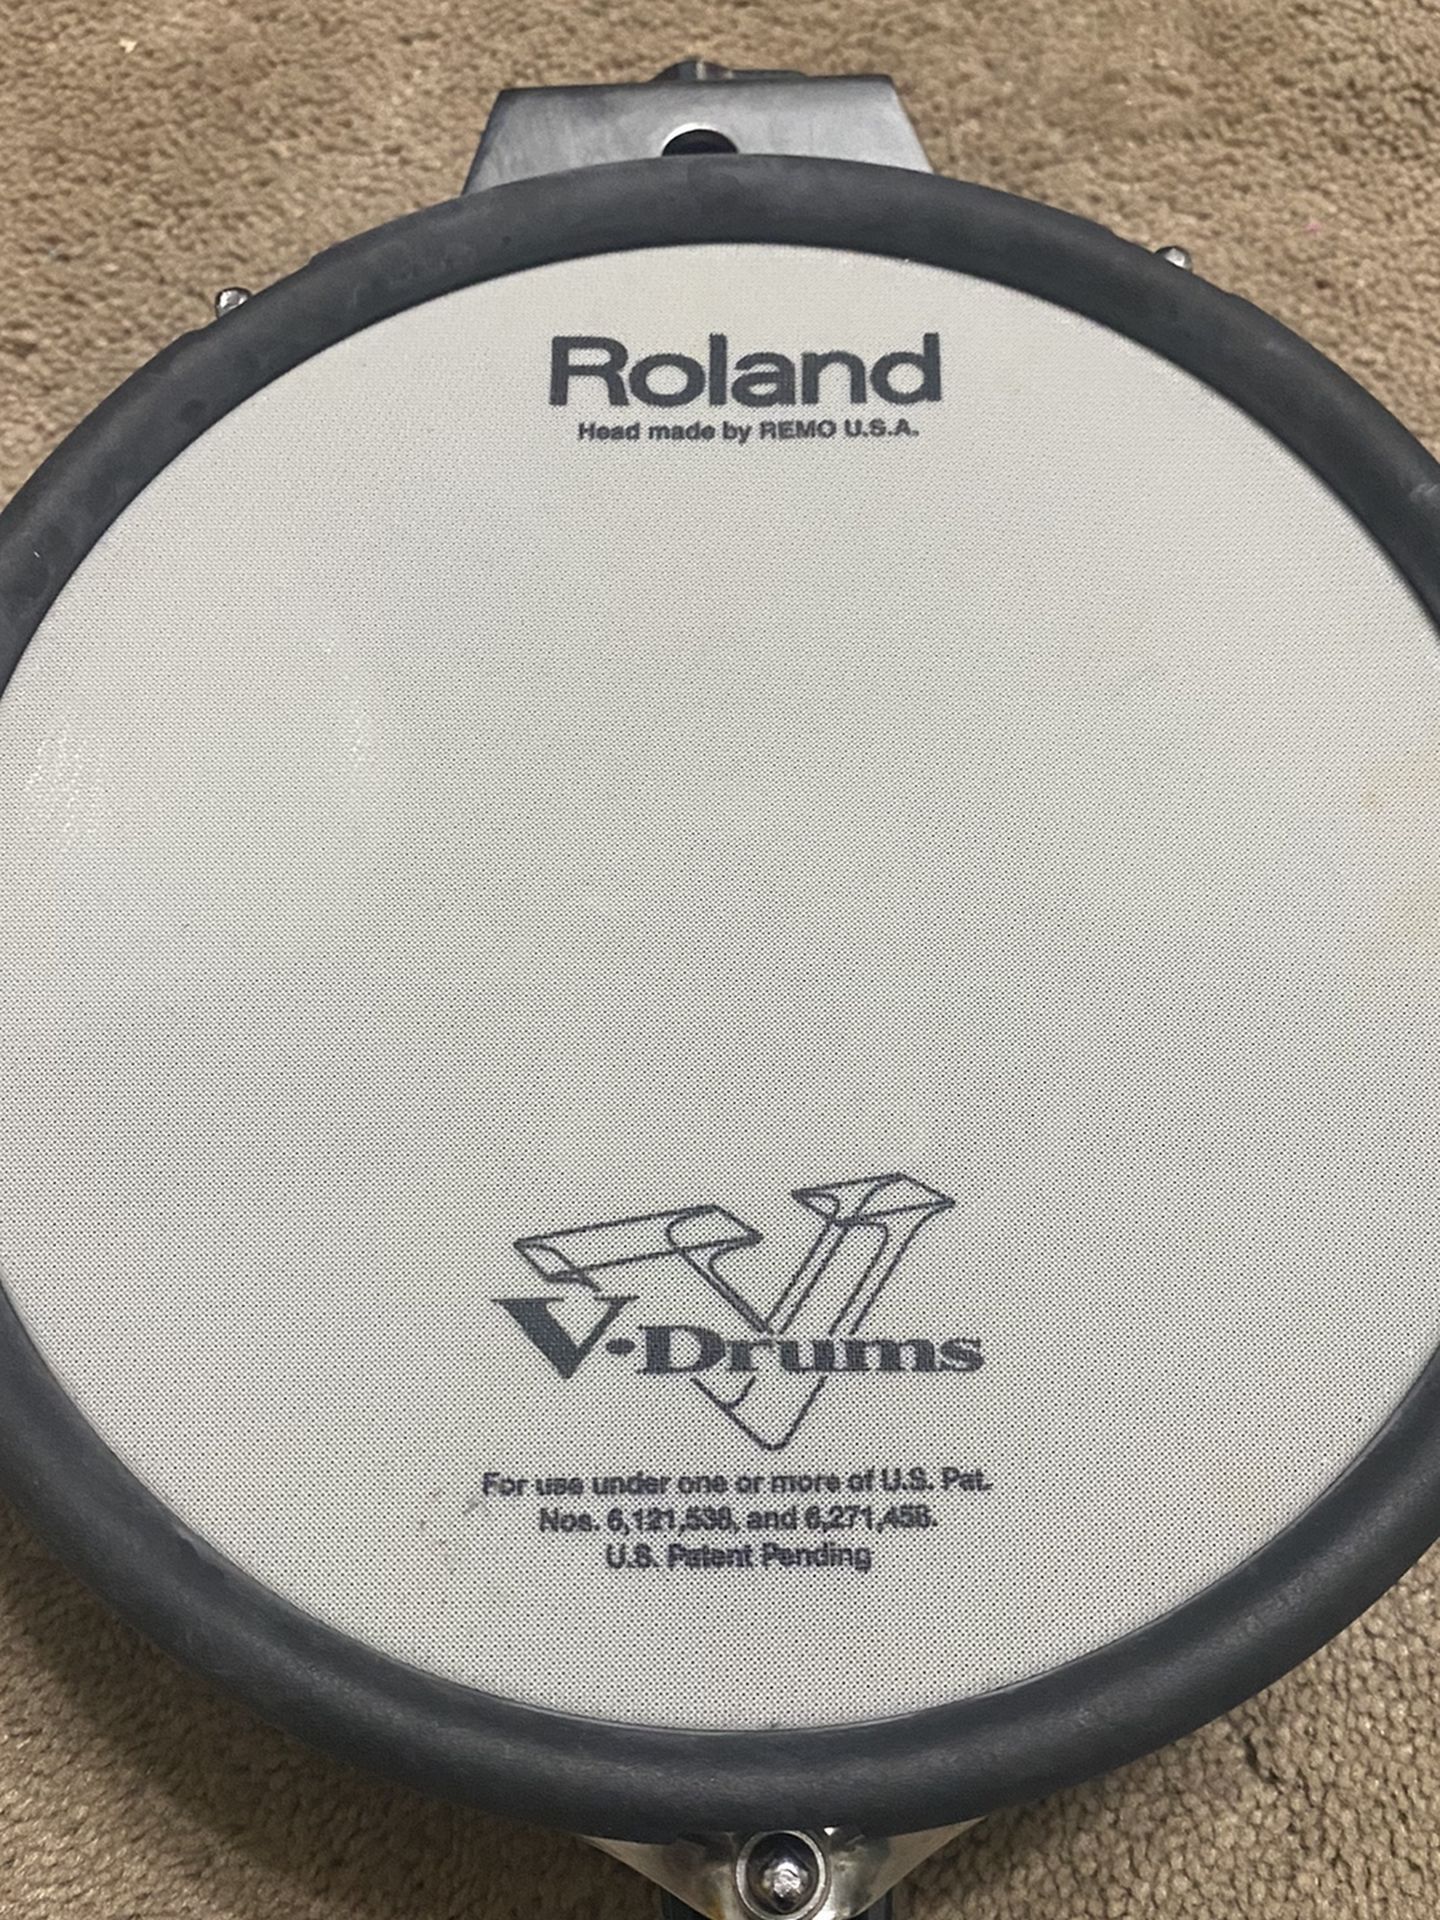 Roland
Head made by REMO U.S.A.
V-Drums
For use under one or more of U.S. Pat.
Nos. 6,121,538, and 6,271,458.
U.S. Patent Pending